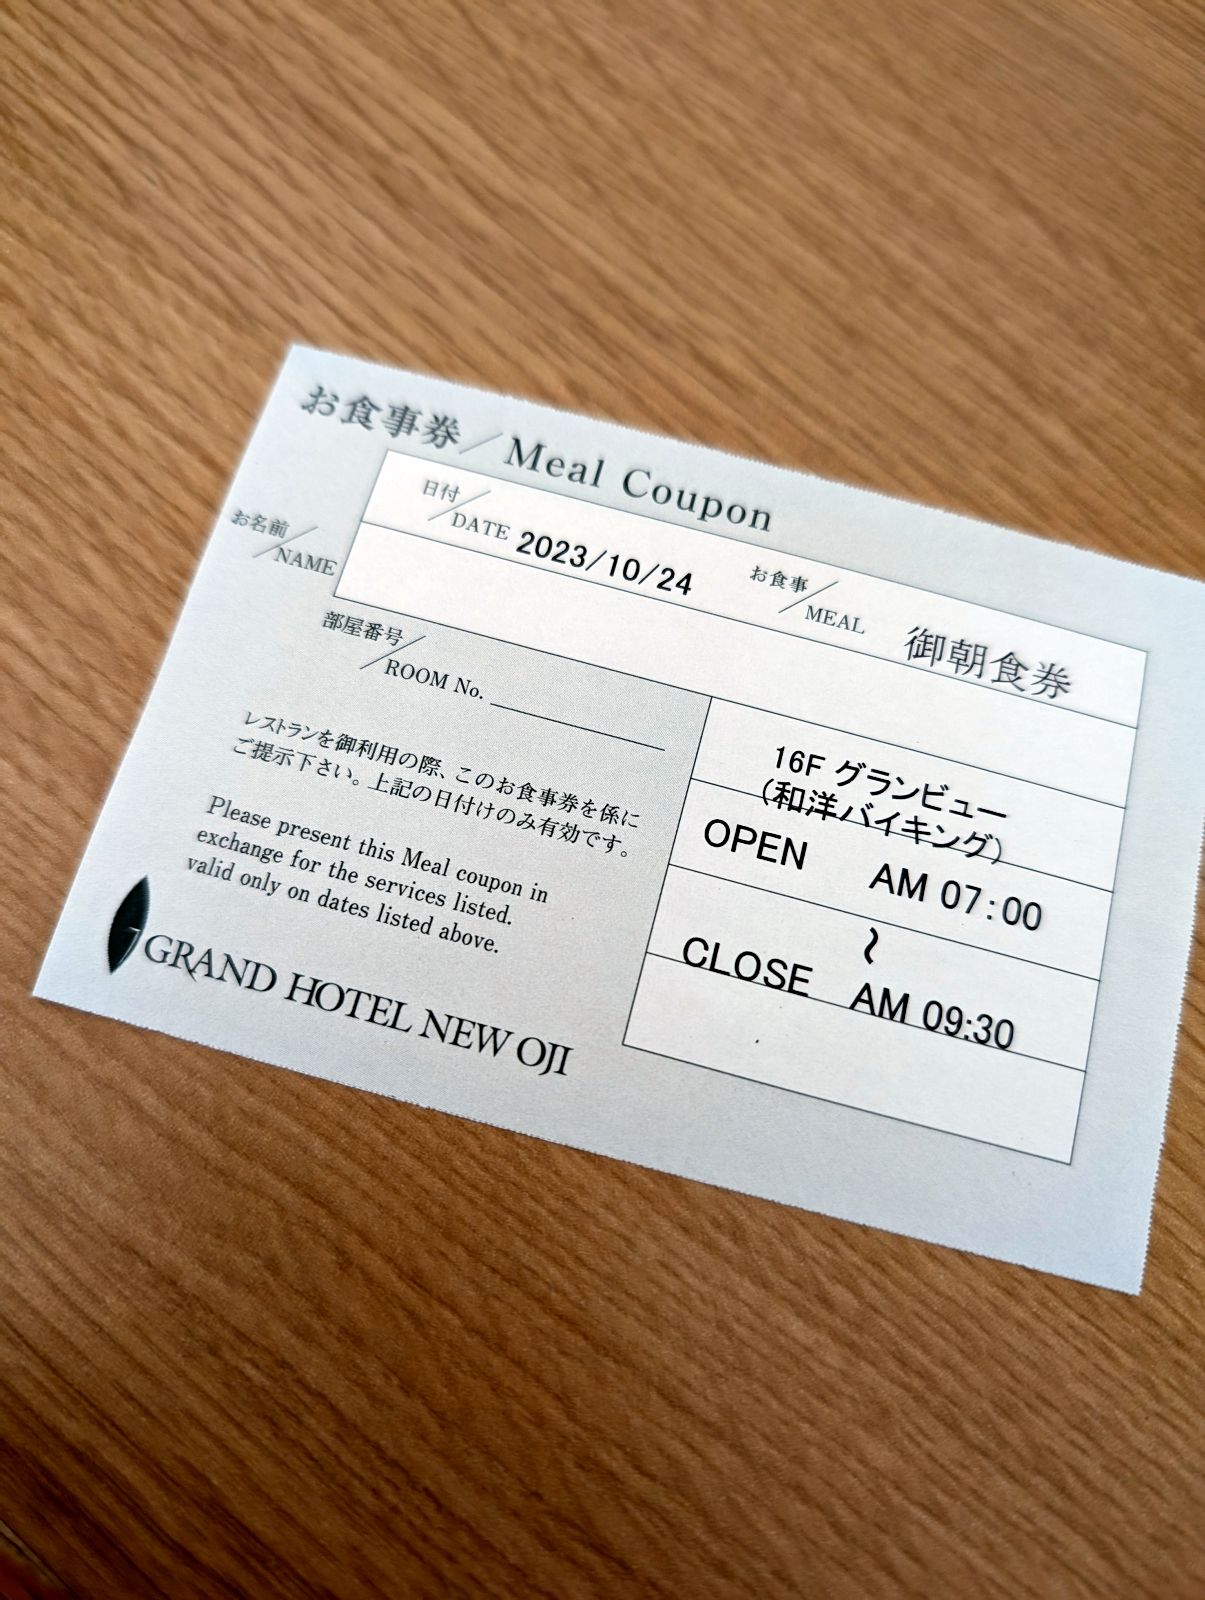 お食事券／Meal Coupon
日付／DATE 2023/10/24 お食事／MEAL 御朝食券
お名前／NAME
部屋番号／ROOM No.
16F グランビュー
（和洋バイキング）
OPEN AM 07:00
～
CLOSE AM 09:30
レストランを御利用の際、このお食事券を係に
ご提示下さい。上記の日付けのみ有効です。
Please present this Meal coupon in
exchange for the services listed.
valid only on dates listed above.
GRAND HOTEL NEW OJI